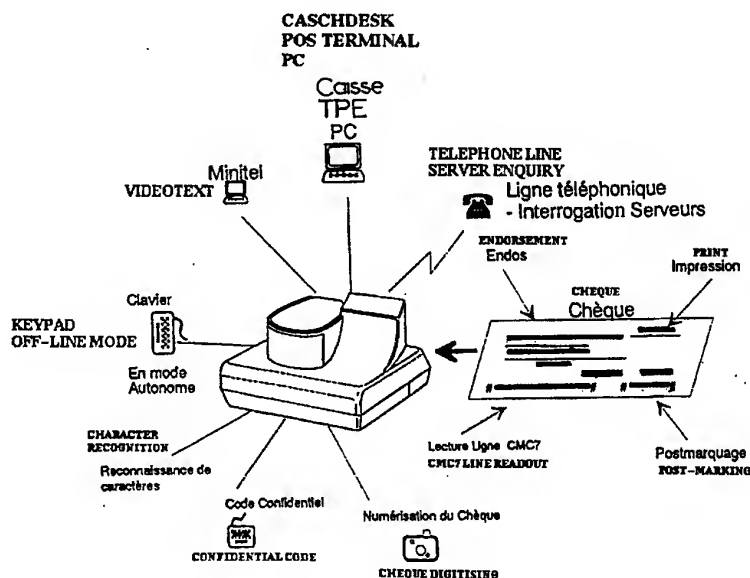 CASCHDESK
POS TERMINAL
PC
Caisse
TPE
PC
Minitel
VIDEOTEXT
TELEPHONE LINE
SERVER ENQUIRY
Ligne téléphonique
- Interrogation Serveurs
ENDORSEMENT
Endos
PRINT
Impression
CHEQUE
Chèque
Clavier
KEYPAD
OFF-LINE MODE
En mode
Autonome
CHARACTER
RECOGNITION
Reconnaissance de
caractères
Lecture Ligne CMC7
CMC7 LINE READOUT
Postmarquage
POST-MARKING
Code Confidentiel
CONFIDENTIAL CODE
Numérisation du Chèque
CHEQUE DIGITISING